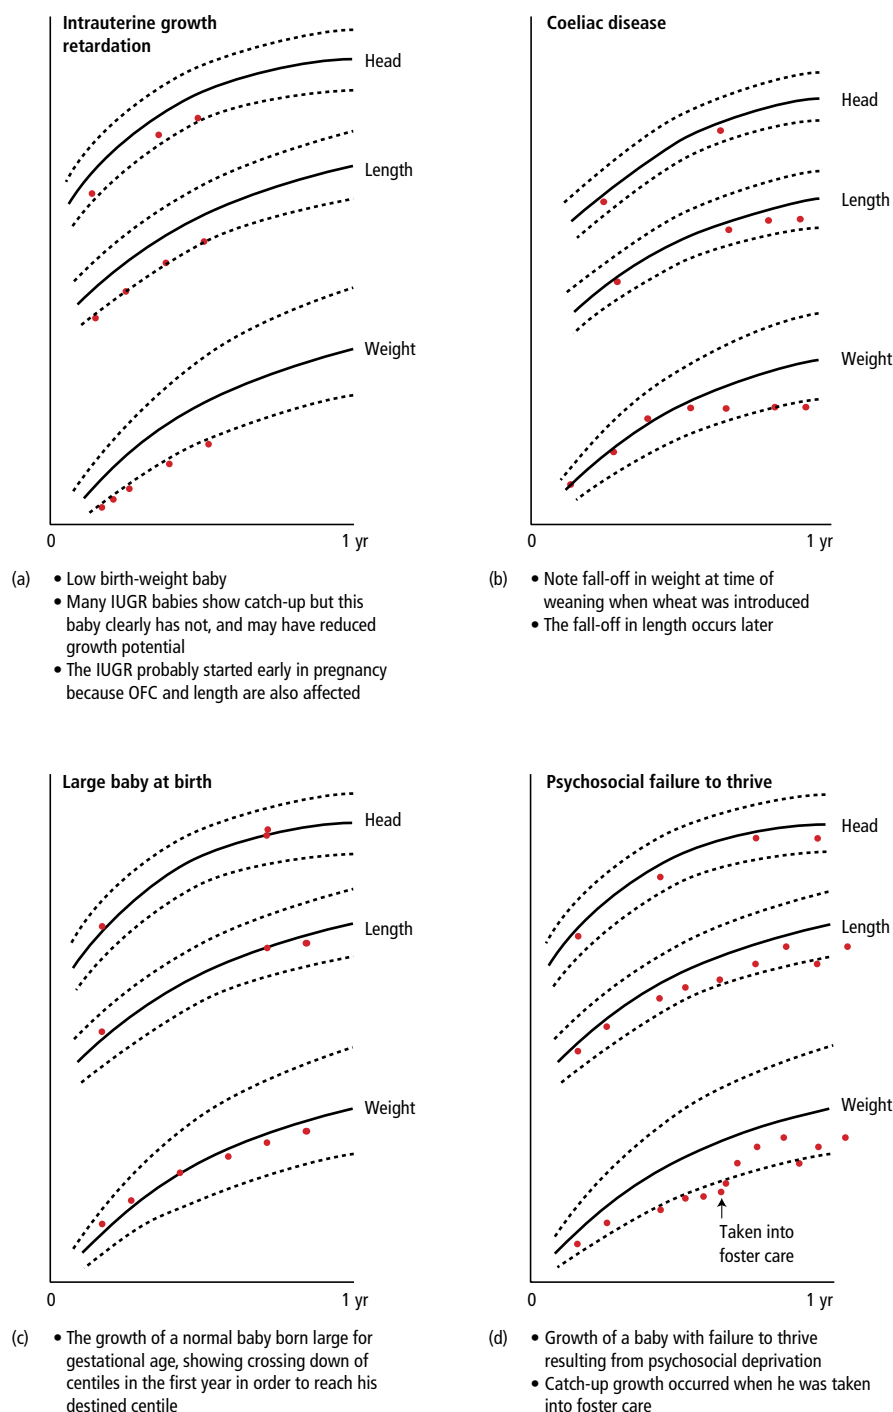 Intrauterine growth
retardation
Head
Length
Weight
0
1 yr
(a) • Low birth-weight baby
• Many IUGR babies show catch-up but this
baby clearly has not, and may have reduced
growth potential
• The IUGR probably started early in pregnancy
because OFC and length are also affected
Coeliac disease
Head
Length
Weight
0
1 yr
(b) • Note fall-off in weight at time of
weaning when wheat was introduced
• The fall-off in length occurs later
Large baby at birth
Head
Length
Weight
0
1 yr
(c) • The growth of a normal baby born large for
gestational age, showing crossing down of
centiles in the first year in order to reach his
destined centile
Psychosocial failure to thrive
Head
Length
Weight
Taken into
foster care
0
1 yr
(d) • Growth of a baby with failure to thrive
resulting from psychosocial deprivation
• Catch-up growth occurred when he was taken
into foster care